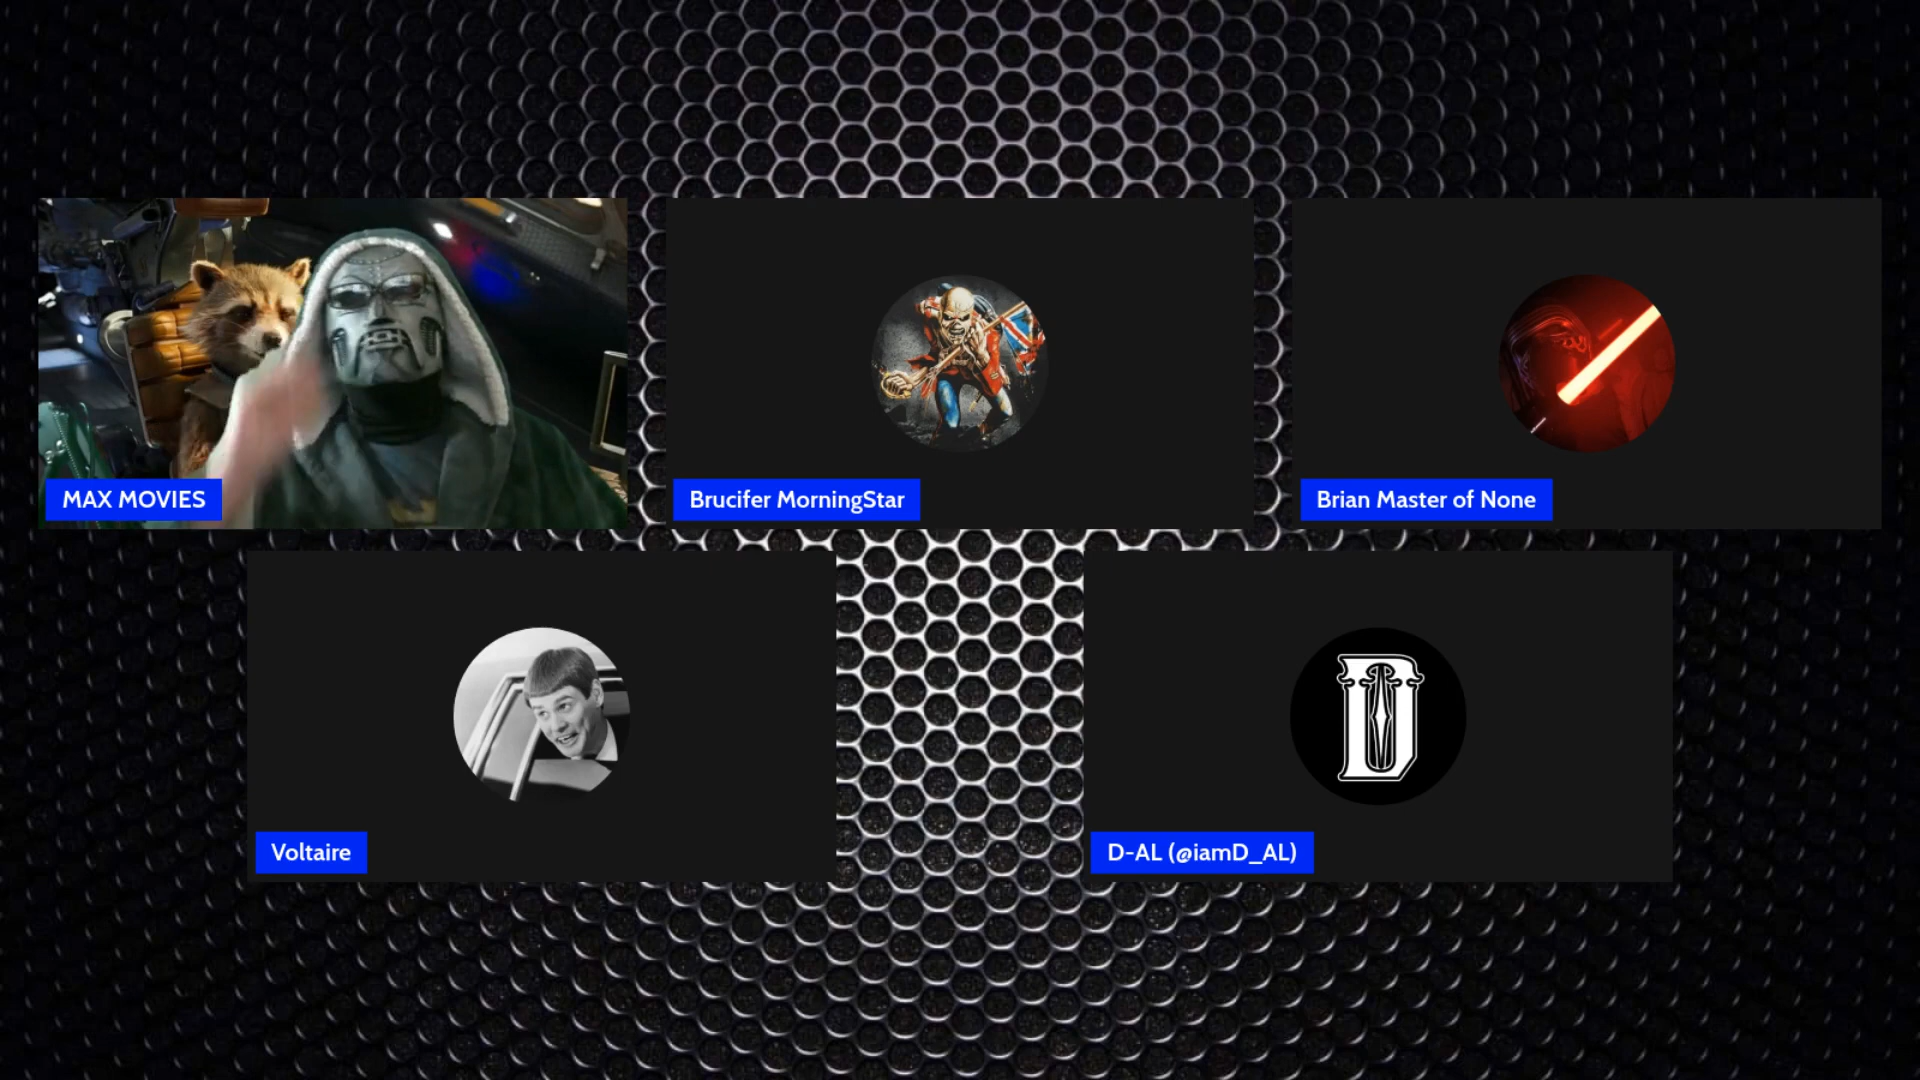 MAX MOVIES
Brucifer MorningStar
Brian Master of None
Voltaire
D
D-AL (@iamD_AL)